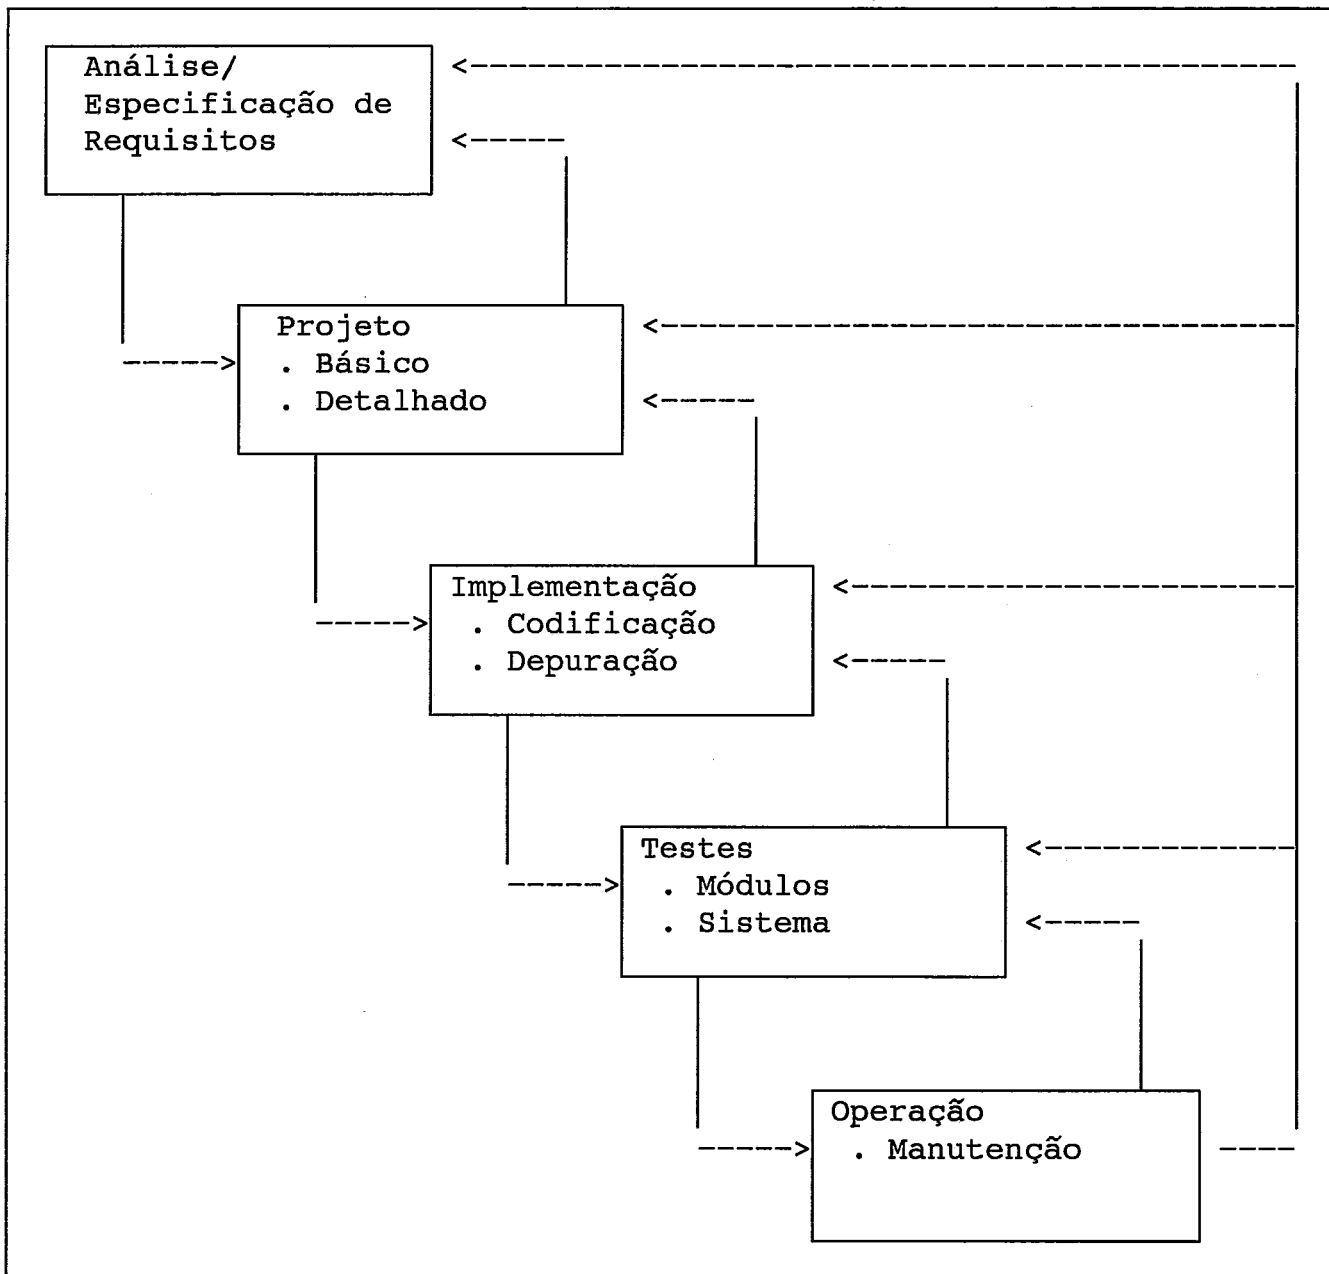 Análise/
Especificação de
Requisitos
Projeto
. Básico
. Detalhado
Implementação
. Codificação
. Depuração
Testes
. Módulos
. Sistema
Operação
. Manutenção